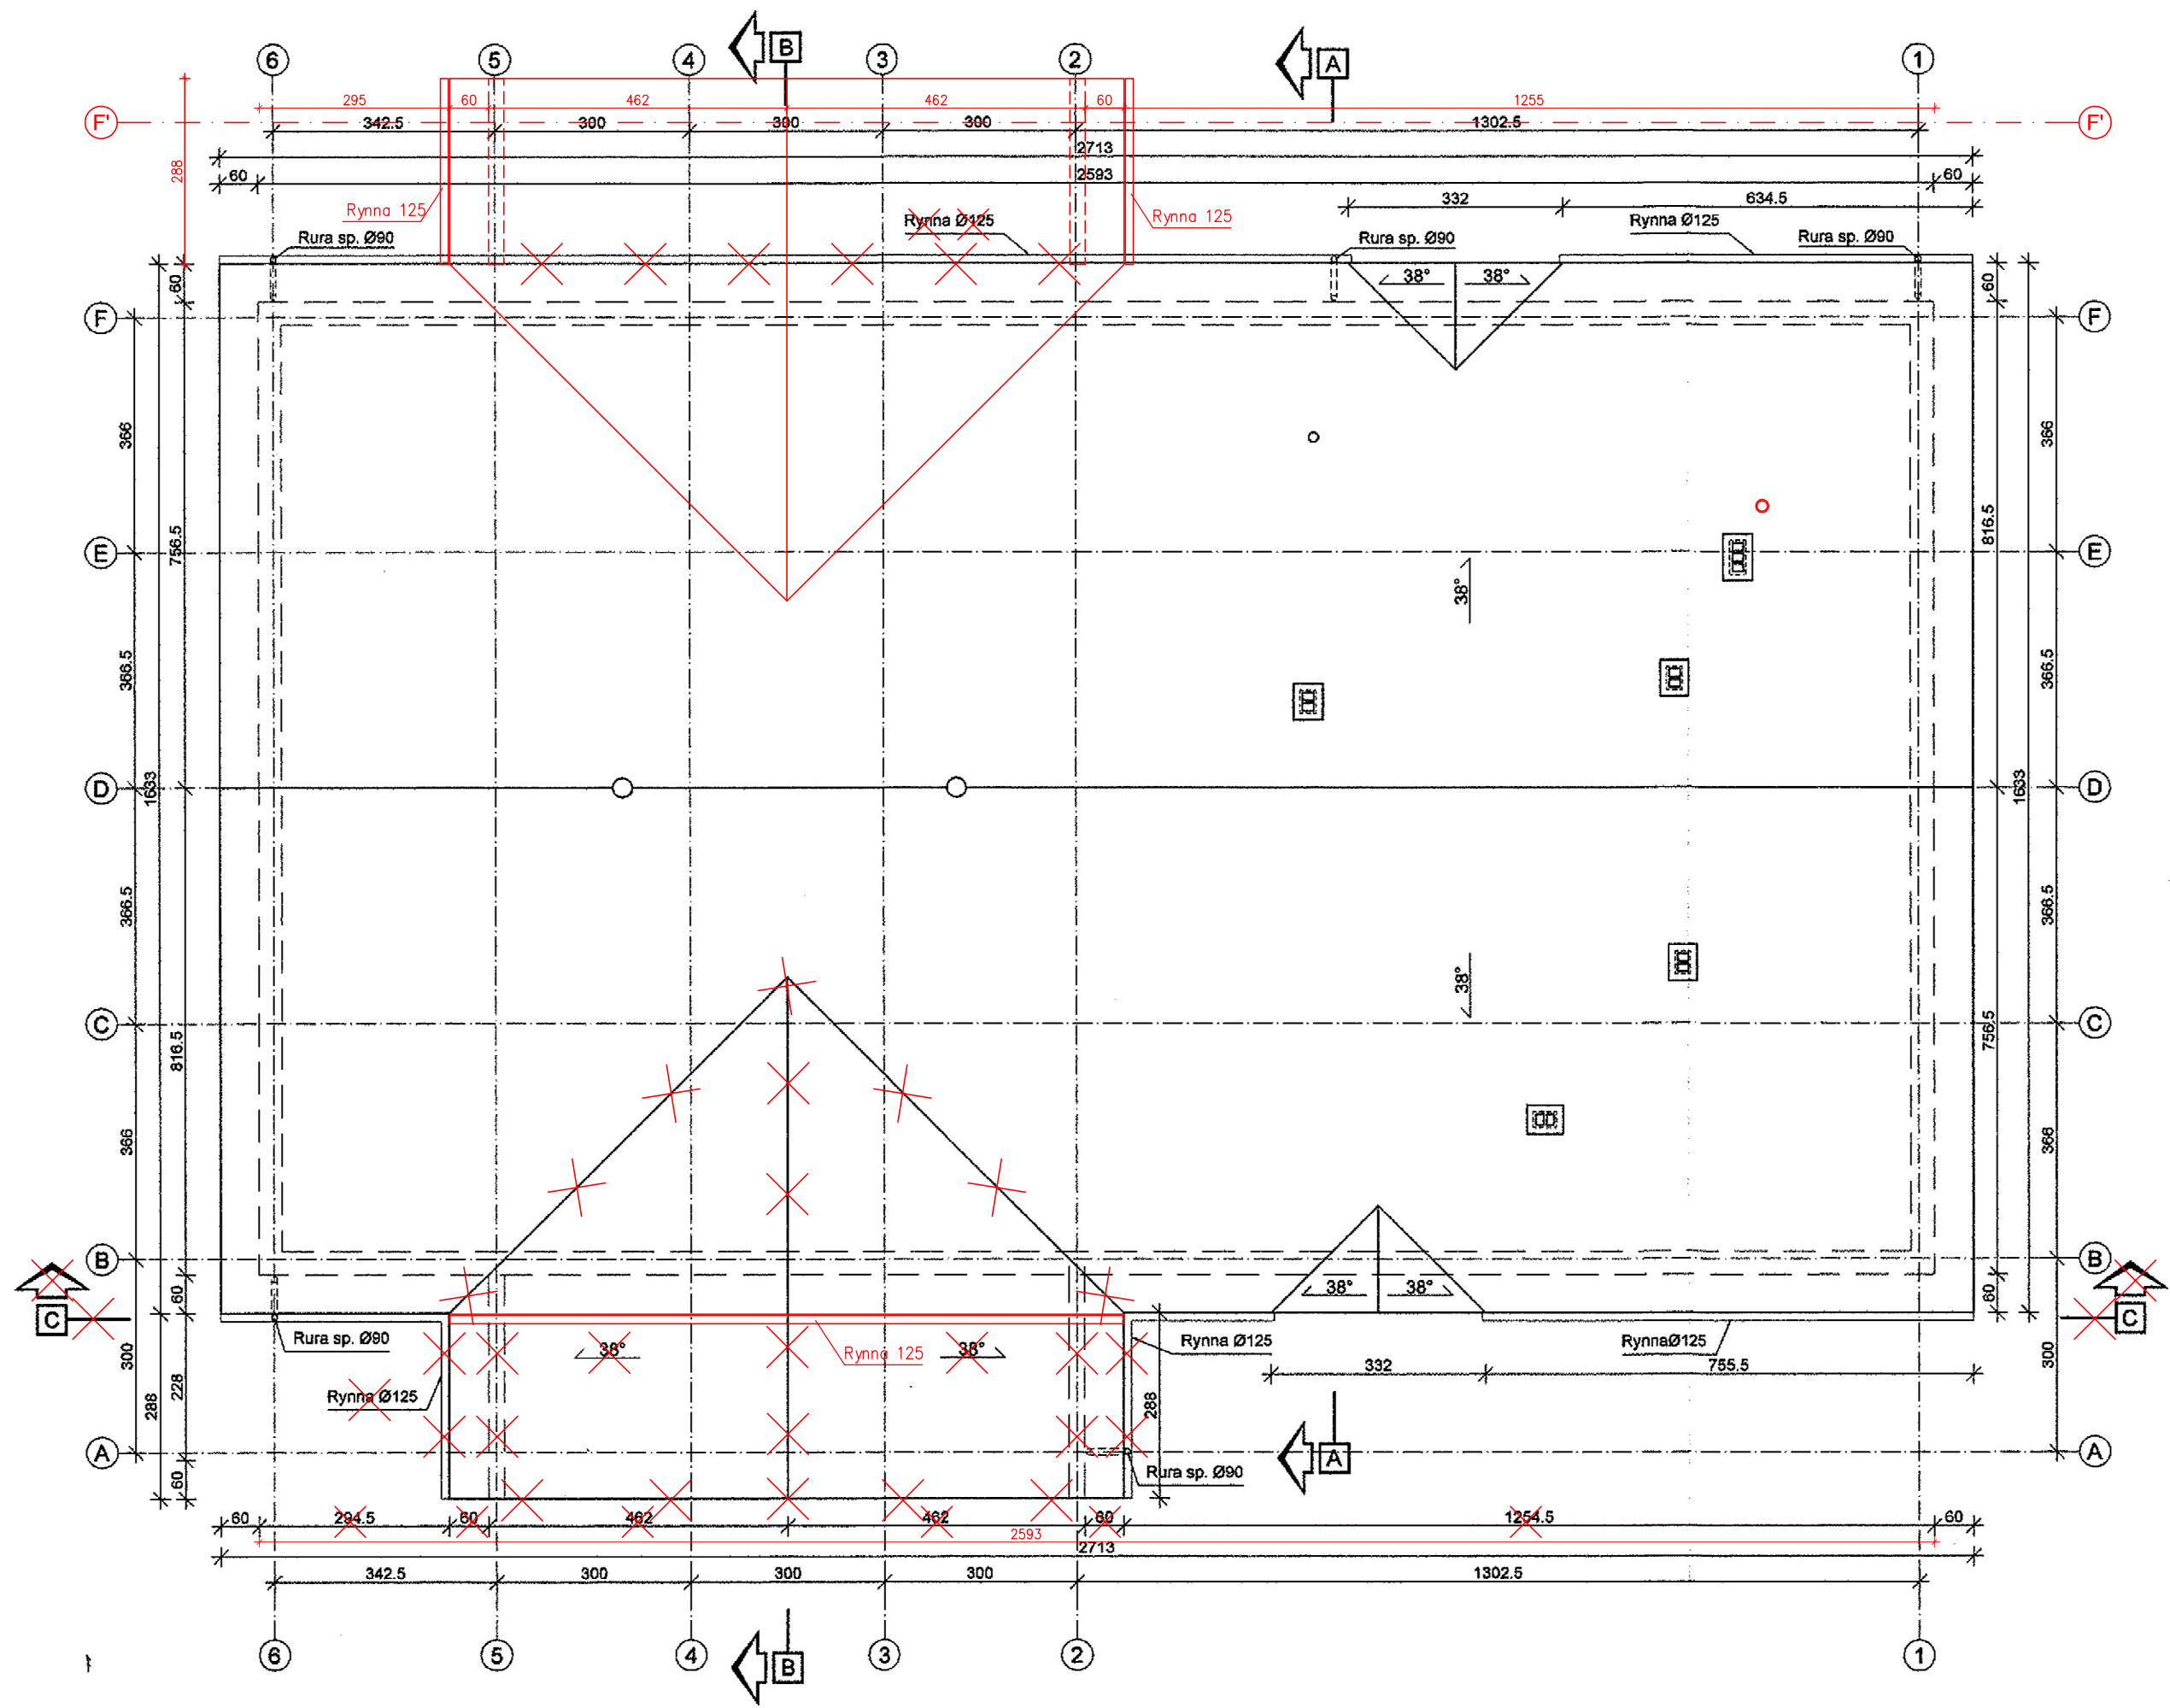 B
A
6
5
4
3
2
1
295
60
462
462
60
1255
F'
342.5
300
300
300
1302.5
F'
2713
288
60
2593
60
332
634.5
Rynna 125
Rynna 125
Rynna Ø125
Rynna Ø125
Rura sp. Ø90
Rura sp. Ø90
Rura sp. Ø90
60
38°
38°
60
F
F
366
366
756.5
816.5
E
E
38°
366.5
366.5
D
1633
1633
D
366.5
366.5
38°
C
C
816.5
756.5
366
366
B
B
60
38°
38°
60
C
C
300
Rura sp. Ø90
38°
Rynna 125
38°
Rynna Ø125
RynnaØ125
300
228
332
755.5
288
Rynna Ø125
288
A
A
A
60
Rura sp. Ø90
60
294.5
60
462
462
60
1254.5
60
2593
2713
342.5
300
300
300
1302.5
6
5
4
3
2
1
B